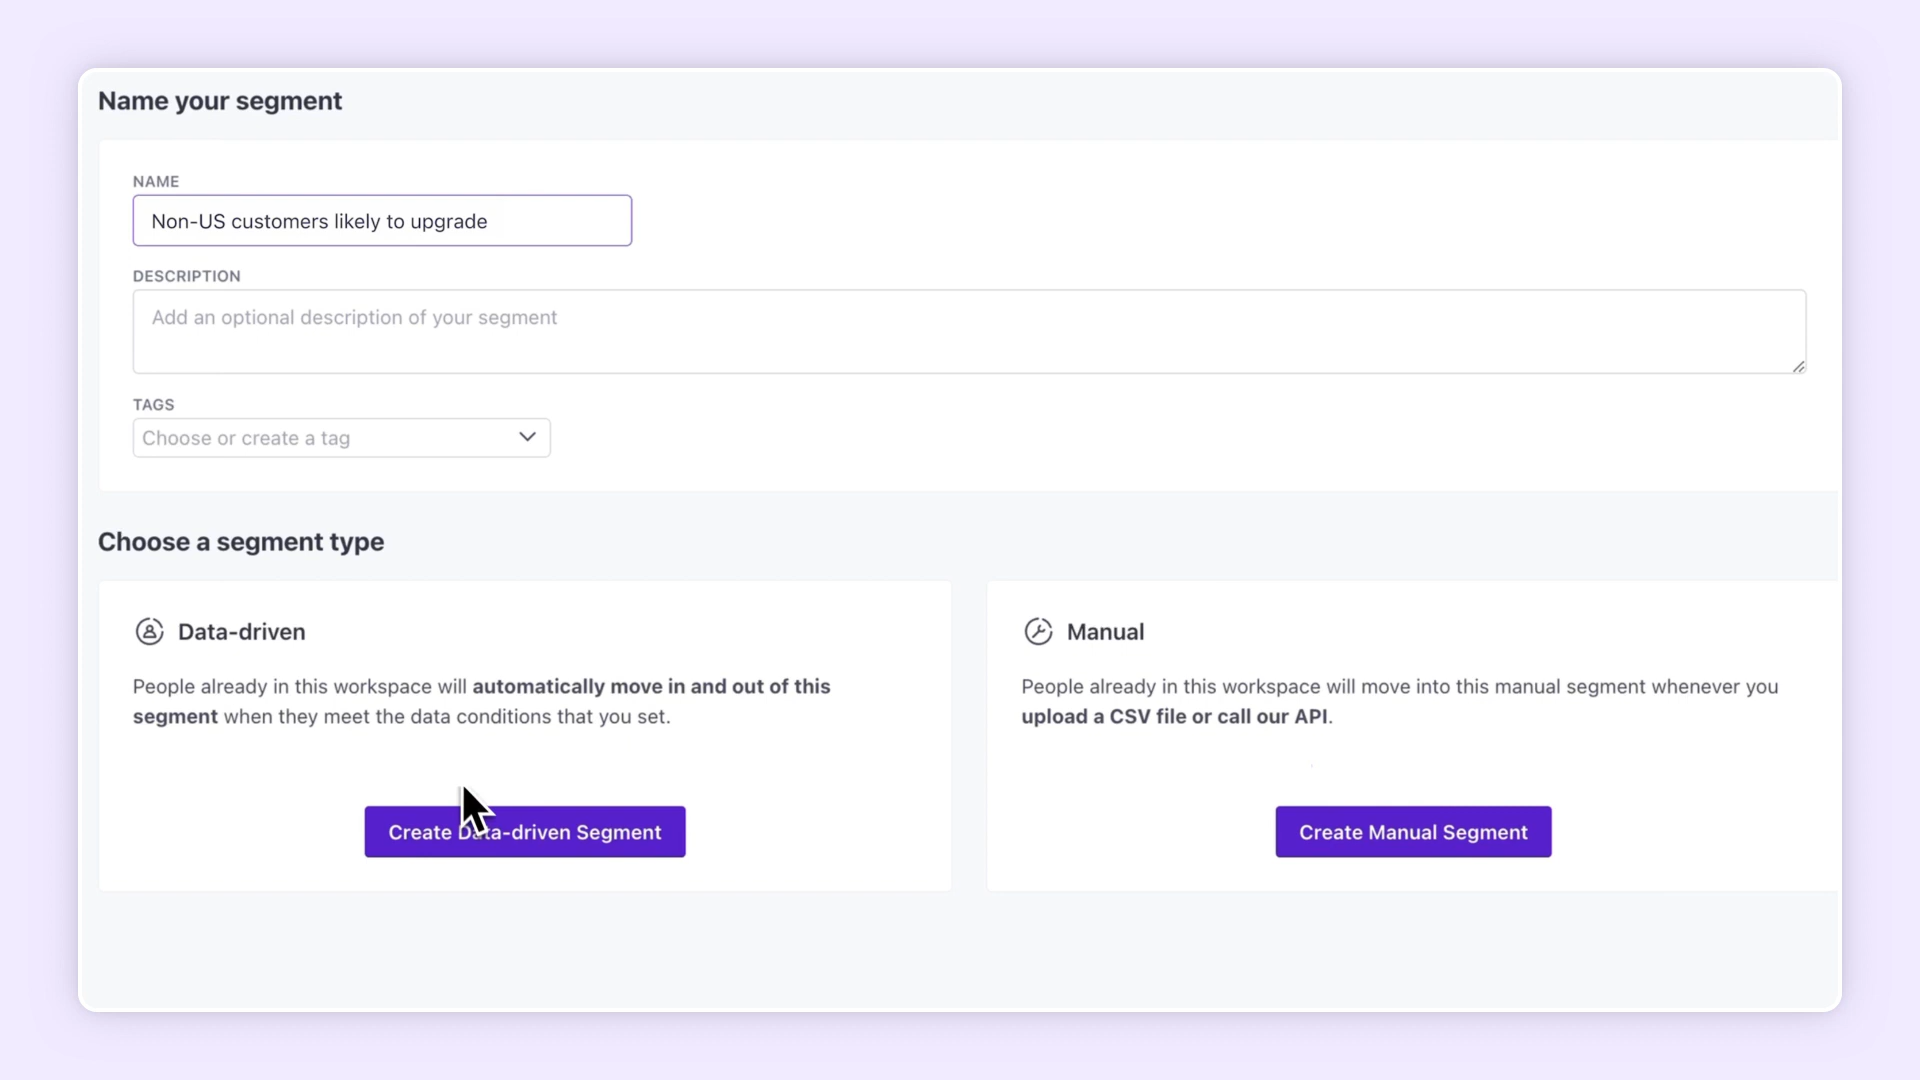 Name your segment
NAME
Non-US customers likely to upgrade
DESCRIPTION
Add an optional description of your segment
TAGS
Choose or create a tag
Choose a segment type
Data-driven
People already in this workspace will automatically move in and out of this
segment when they meet the data conditions that you set.
Create Data-driven Segment
Manual
People already in this workspace will move into this manual segment whenever you
upload a CSV file or call our API.
Create Manual Segment